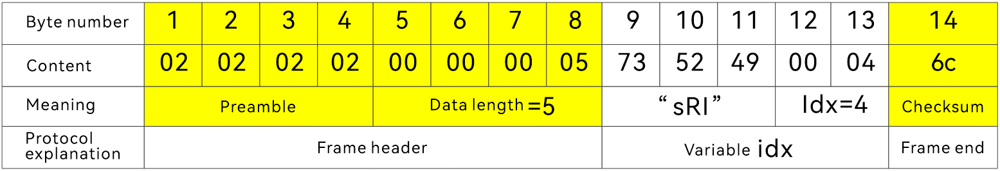 Byte number 1 2 3 4 5 6 7 8 9 10 11 12 13 14
Content 02 02 02 02 00 00 00 05 73 52 49 00 04 6c
Meaning Preamble Data length =5 “ sRI” Idx=4 Checksum
Protocol explanation Frame header Variable idx Frame end